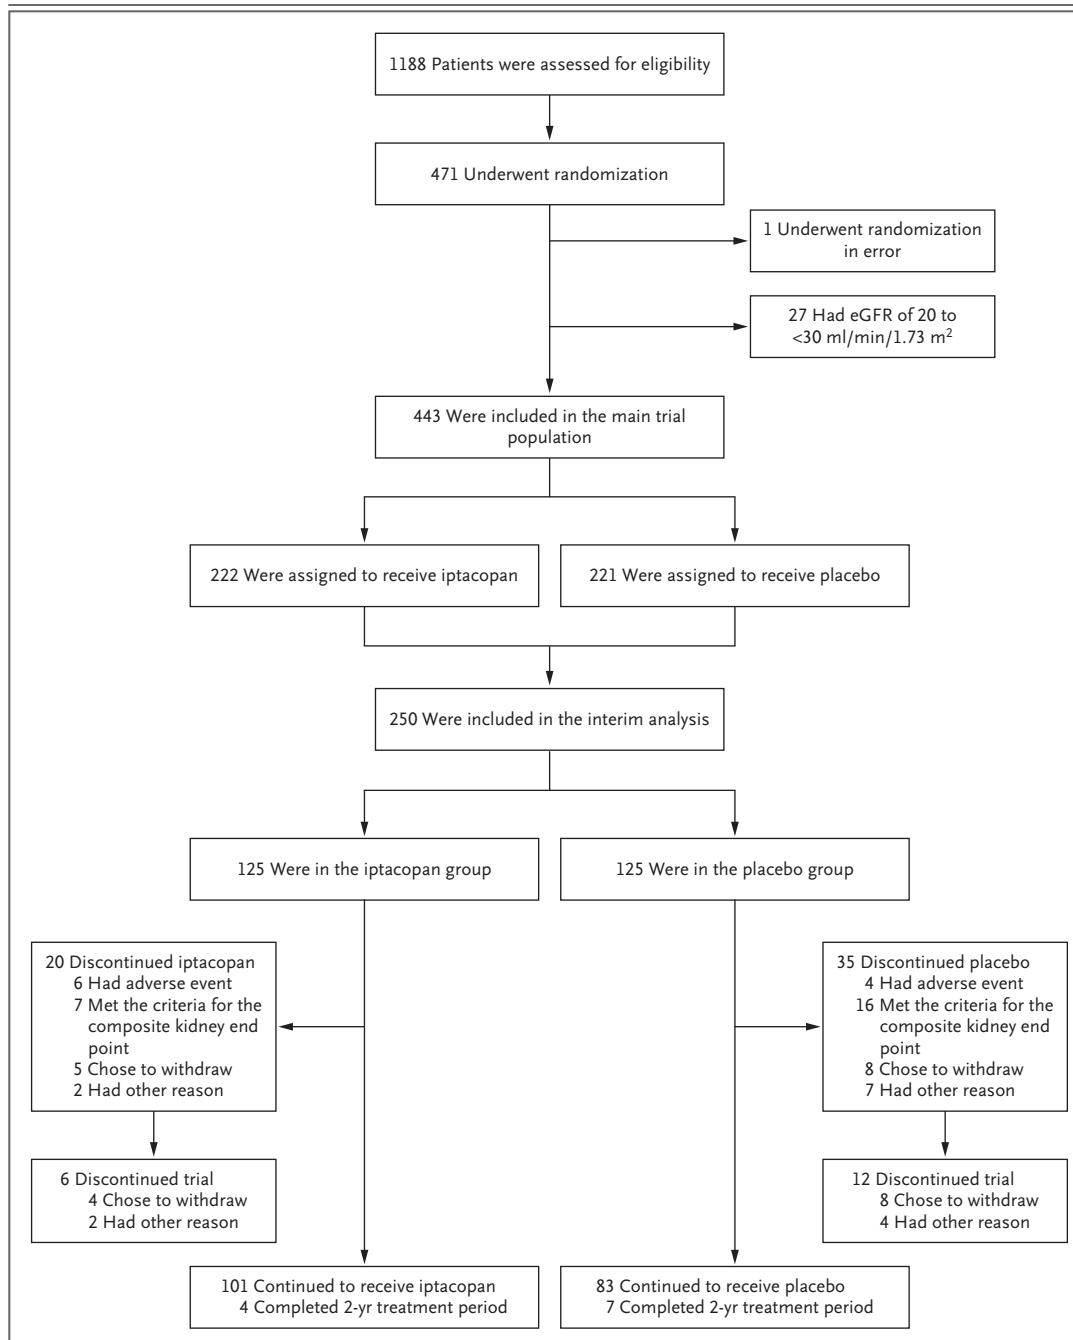 1188 Patients were assessed for eligibility
471 Underwent randomization
1 Underwent randomization
in error
27 Had eGFR of 20 to
<30 ml/min/1.73 m²
443 Were included in the main trial
population
222 Were assigned to receive iptacopan
221 Were assigned to receive placebo
250 Were included in the interim analysis
125 Were in the iptacopan group
125 Were in the placebo group
20 Discontinued iptacopan
6 Had adverse event
7 Met the criteria for the
composite kidney end
point
5 Chose to withdraw
2 Had other reason
35 Discontinued placebo
4 Had adverse event
16 Met the criteria for the
composite kidney end
point
8 Chose to withdraw
7 Had other reason
6 Discontinued trial
4 Chose to withdraw
2 Had other reason
12 Discontinued trial
8 Chose to withdraw
4 Had other reason
101 Continued to receive iptacopan
4 Completed 2-yr treatment period
83 Continued to receive placebo
7 Completed 2-yr treatment period